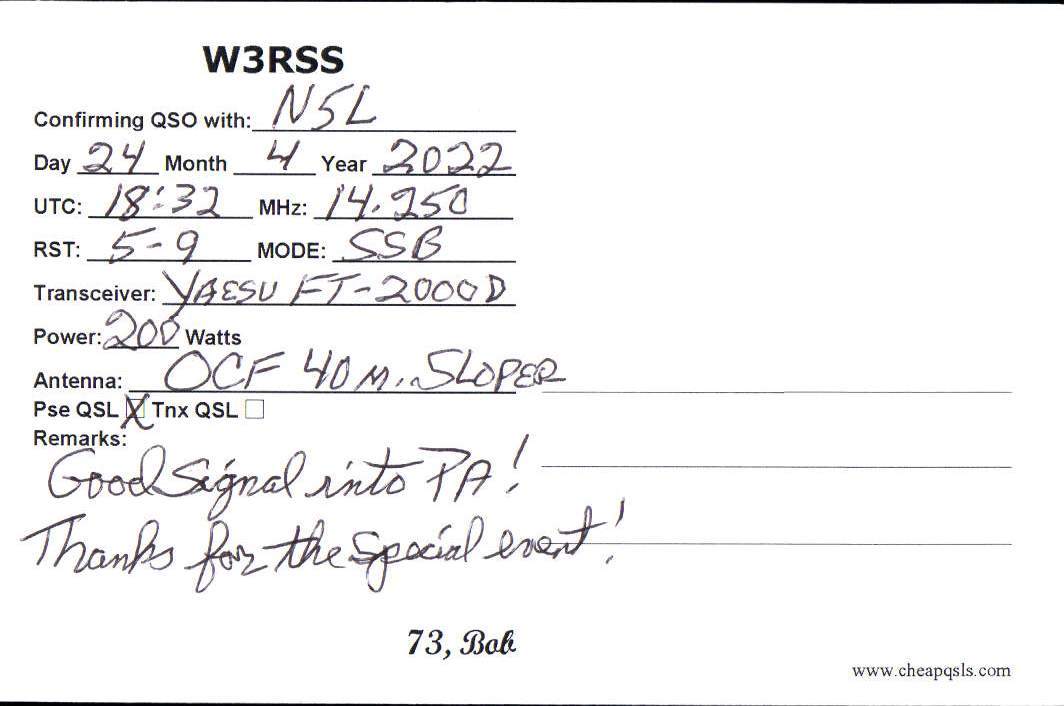 W3RSS
Confirming QSO with: N5L
Day 24 Month 4 Year 2022
UTC: 18:32 MHz: 14.250
RST: 5-9 MODE: SSB
Transceiver: YAESU FT-2000D
Power: 200 Watts
Antenna: OCF 40 M. SLOPER
Pse QSL ☒ Tnx QSL ☐
Remarks:
Good Signal into PA!
Thanks for the special event!
73, Bob
www.cheapqsls.com